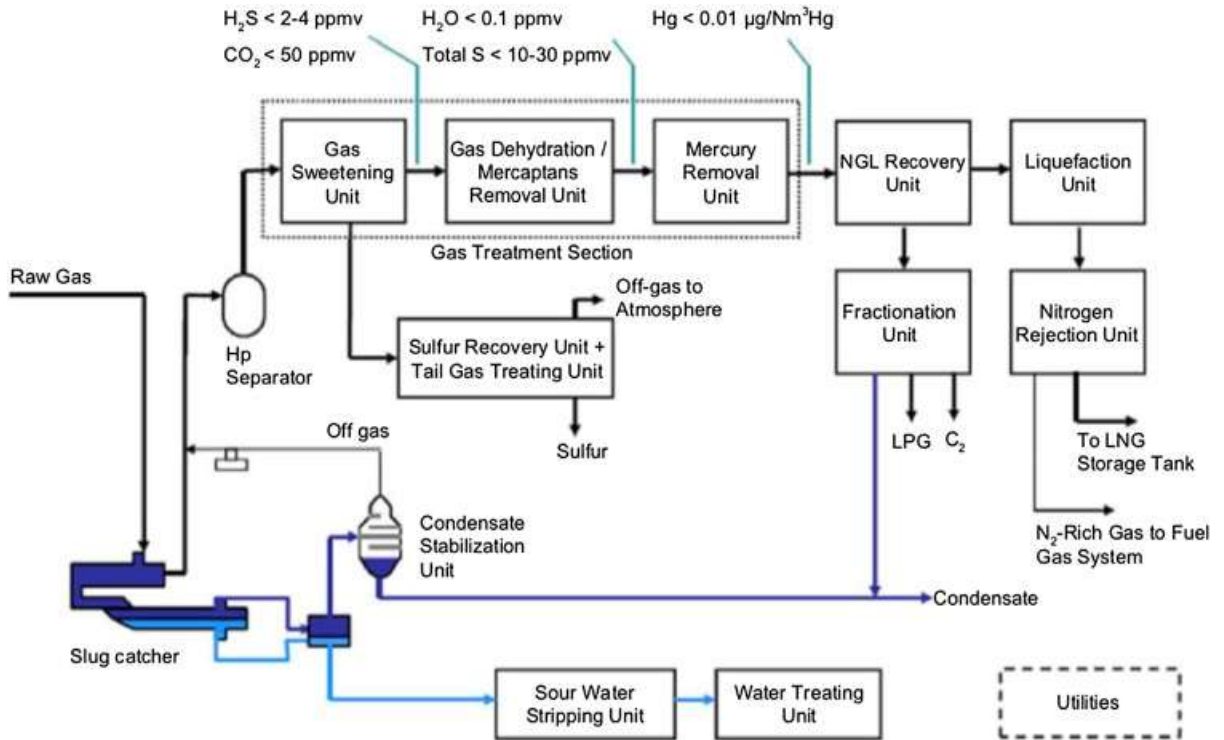 H₂S < 2-4 ppmv
CO₂ < 50 ppmv
H₂O < 0.1 ppmv
Total S < 10-30 ppmv
Hg < 0.01 µg/Nm³Hg
Gas
Sweetening
Unit
Gas Dehydration /
Mercaptans
Removal Unit
Mercury
Removal
Unit
NGL Recovery
Unit
Liquefaction
Unit
Gas Treatment Section
Raw Gas
Hp
Separator
Off-gas to
Atmosphere
Sulfur Recovery Unit +
Tail Gas Treating Unit
Sulfur
Fractionation
Unit
Nitrogen
Rejection Unit
LPG
C₂
To LNG
Storage Tank
N₂-Rich Gas to Fuel
Gas System
Off gas
Condensate
Stabilization
Unit
Condensate
Slug catcher
Sour Water
Stripping Unit
Water Treating
Unit
Utilities